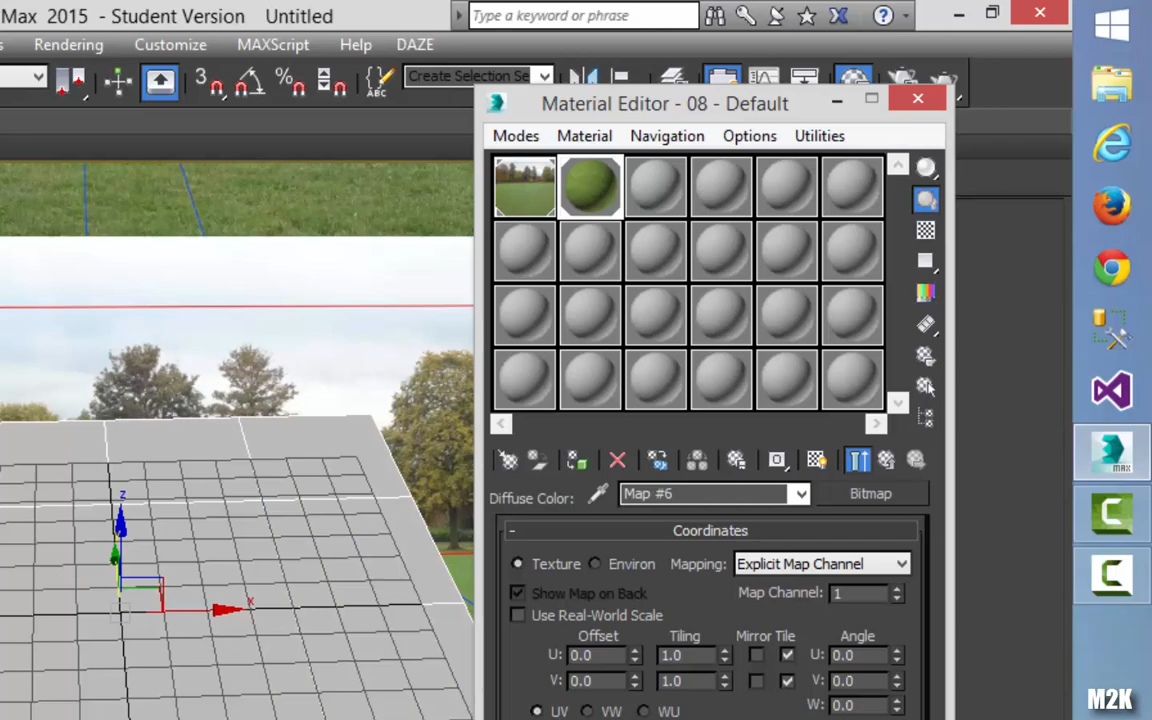 Max 2015 - Student Version Untitled
Type a keyword or phrase
?
Rendering Customize MAXScript Help DAZE
3
%
ABC
Create Selection Se
Material Editor - 08 - Default
Modes Material Navigation Options Utilities
Diffuse Color: Map #6 Bitmap
- Coordinates
Texture Environ Mapping: Explicit Map Channel
Show Map on Back Map Channel: 1
Use Real-World Scale
Offset Tiling Mirror Tile Angle
U: 0.0 1.0 U: 0.0
V: 0.0 1.0 V: 0.0
W: 0.0
UV VW WU
z
x
MAX
C
C
M2K